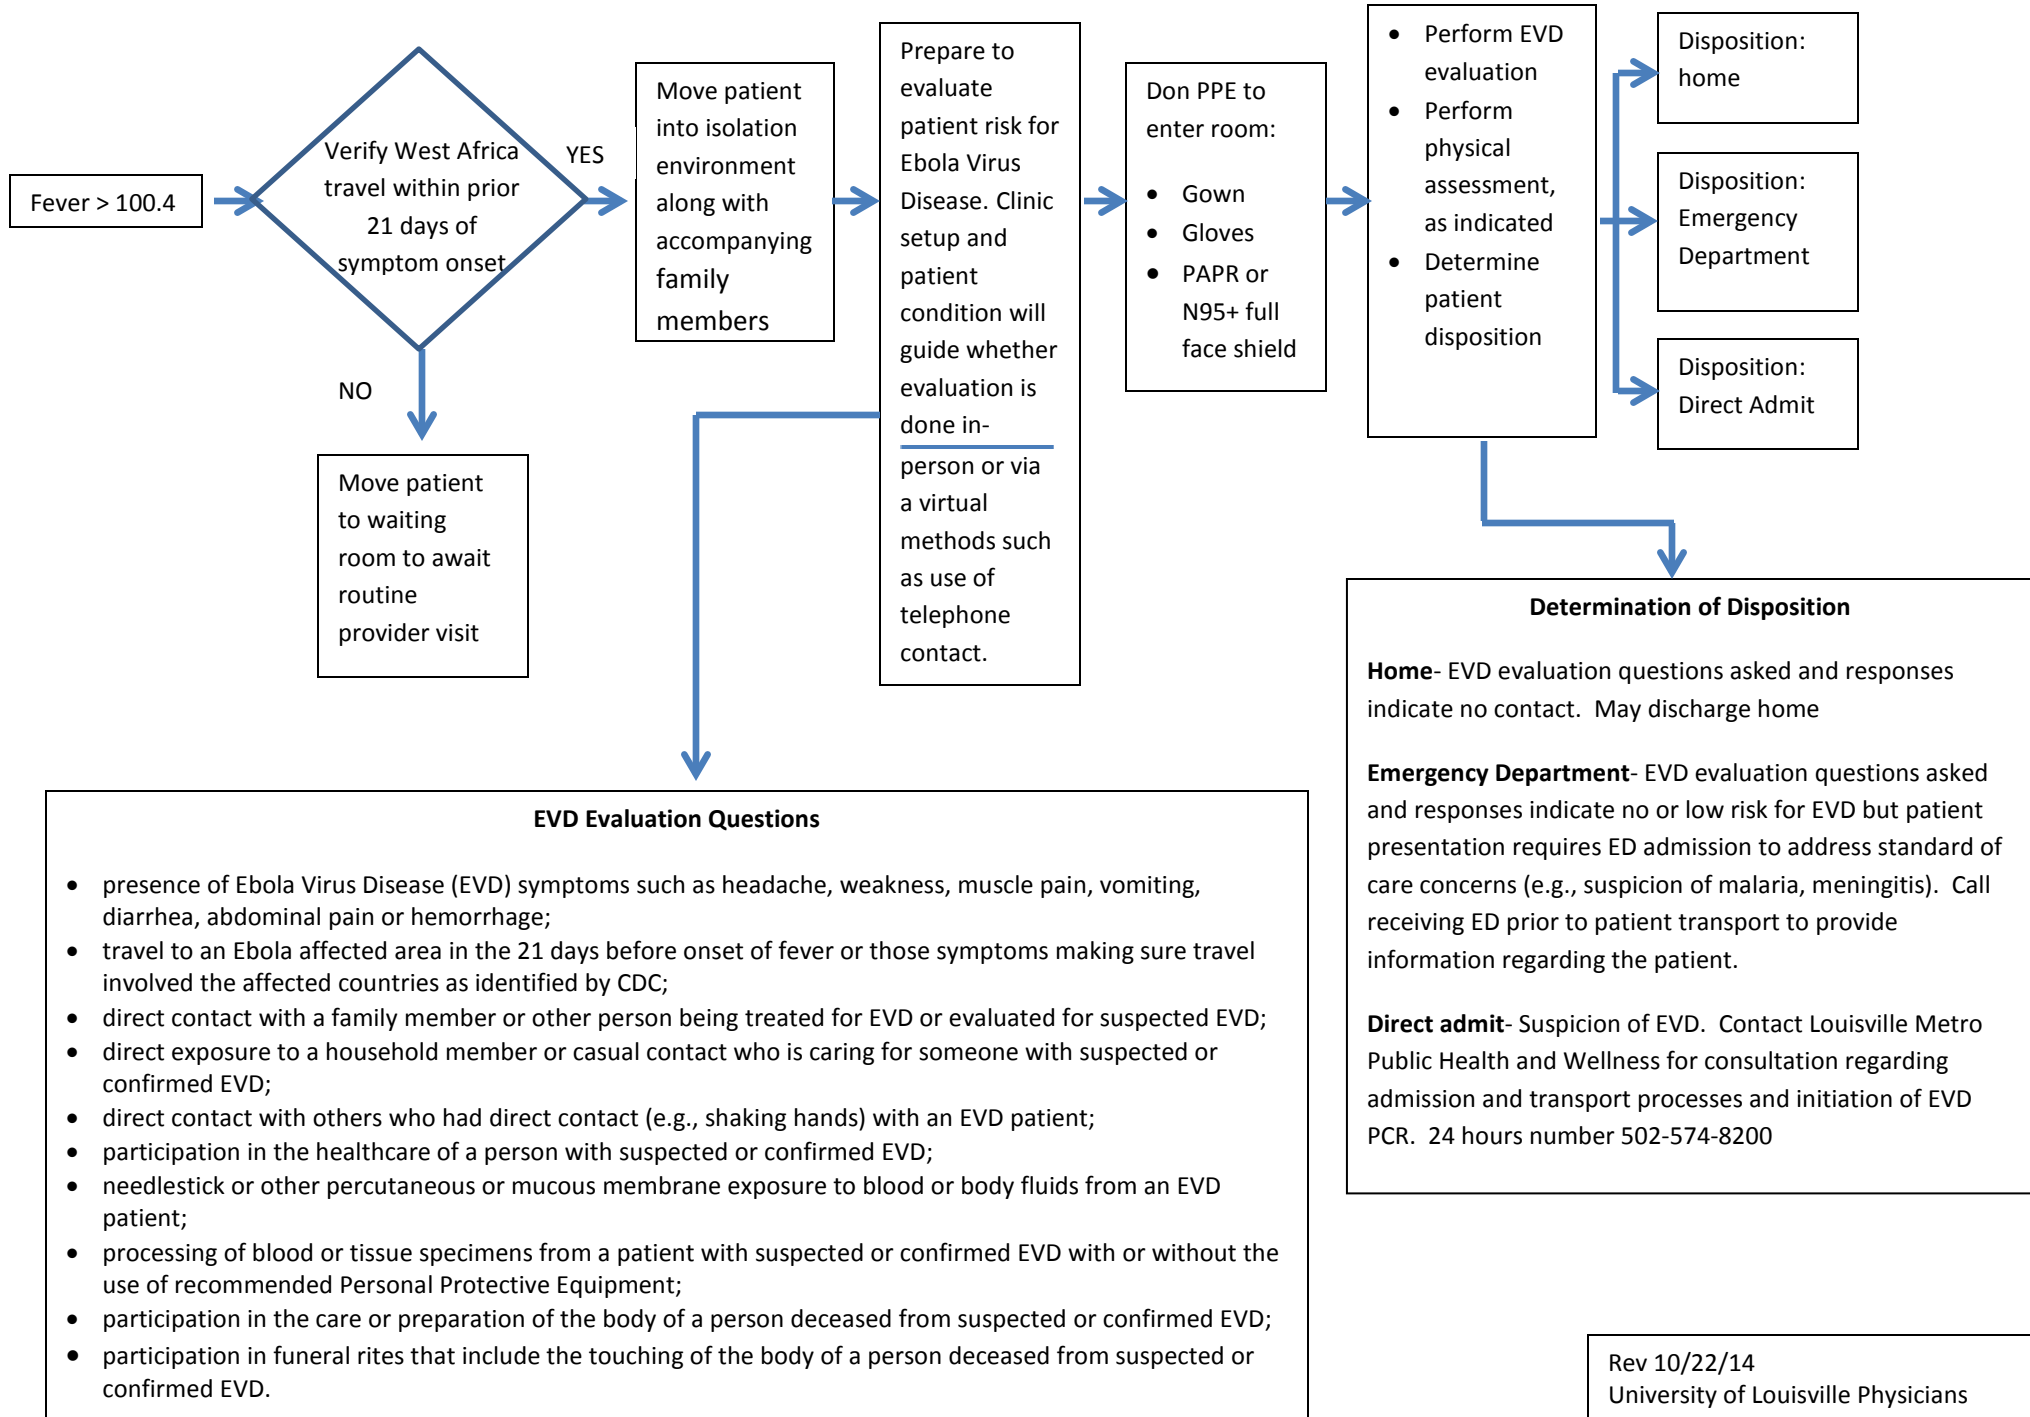 Fever > 100.4
Verify West Africa
travel within prior
21 days of
symptom onset
YES
NO
Move patient
to waiting
room to await
routine
provider visit
Move patient
into isolation
environment
along with
accompanying
family
members
Prepare to
evaluate
patient risk for
Ebola Virus
Disease. Clinic
setup and
patient
condition will
guide whether
evaluation is
done in-
person or via
a virtual
methods such
as use of
telephone
contact.
Don PPE to
enter room:
• Gown
• Gloves
• PAPR or
N95+ full
face shield
• Perform EVD
evaluation
• Perform
physical
assessment,
as indicated
• Determine
patient
disposition
Disposition:
home
Disposition:
Emergency
Department
Disposition:
Direct Admit
EVD Evaluation Questions
• presence of Ebola Virus Disease (EVD) symptoms such as headache, weakness, muscle pain, vomiting,
diarrhea, abdominal pain or hemorrhage;
• travel to an Ebola affected area in the 21 days before onset of fever or those symptoms making sure travel
involved the affected countries as identified by CDC;
• direct contact with a family member or other person being treated for EVD or evaluated for suspected EVD;
• direct exposure to a household member or casual contact who is caring for someone with suspected or
confirmed EVD;
• direct contact with others who had direct contact (e.g., shaking hands) with an EVD patient;
• participation in the healthcare of a person with suspected or confirmed EVD;
• needlestick or other percutaneous or mucous membrane exposure to blood or body fluids from an EVD
patient;
• processing of blood or tissue specimens from a patient with suspected or confirmed EVD with or without the
use of recommended Personal Protective Equipment;
• participation in the care or preparation of the body of a person deceased from suspected or confirmed EVD;
• participation in funeral rites that include the touching of the body of a person deceased from suspected or
confirmed EVD.
Determination of Disposition
Home- EVD evaluation questions asked and responses
indicate no contact.  May discharge home
Emergency Department- EVD evaluation questions asked
and responses indicate no or low risk for EVD but patient
presentation requires ED admission to address standard of
care concerns (e.g., suspicion of malaria, meningitis).  Call
receiving ED prior to patient transport to provide
information regarding the patient.
Direct admit- Suspicion of EVD.  Contact Louisville Metro
Public Health and Wellness for consultation regarding
admission and transport processes and initiation of EVD
PCR.  24 hours number 502-574-8200
Rev 10/22/14
University of Louisville Physicians